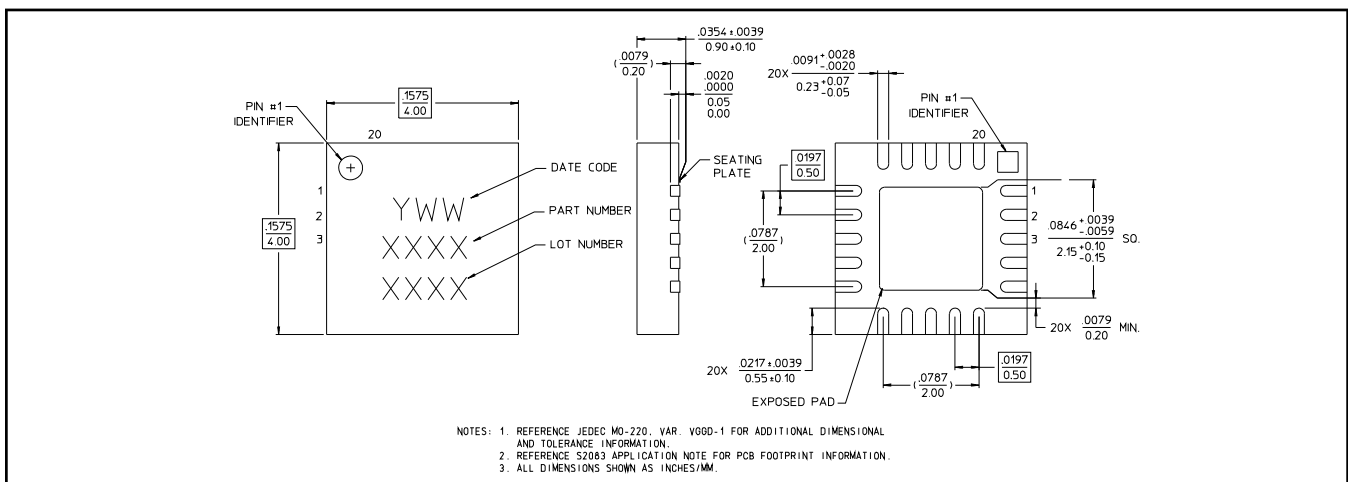 .0354±.0039
0.90±0.10
(.0079
0.20)
.0020
.0000
0.05
0.00
20X .0091+.0028 -.0020
0.23+0.07 -0.05
PIN #1
IDENTIFIER
.1575
4.00
20
PIN #1
IDENTIFIER
20
DATE CODE
SEATING
PLATE
.0197
0.50
1
2
3
YWW
PART NUMBER
XXXX
LOT NUMBER
XXXX
.1575
4.00
(.0787
2.00)
1
2
3
.0846+.0039 -.0059
2.15+0.10 -0.15
SQ.
20X .0079
0.20 MIN.
20X .0217±.0039
0.55±0.10
(.0787
2.00)
.0197
0.50
EXPOSED PAD
NOTES: 1. REFERENCE JEDEC MO-220, VAR. VGGD-1 FOR ADDITIONAL DIMENSIONAL
AND TOLERANCE INFORMATION.
2. REFERENCE S2083 APPLICATION NOTE FOR PCB FOOTPRINT INFORMATION.
3. ALL DIMENSIONS SHOWN AS INCHES/MM.